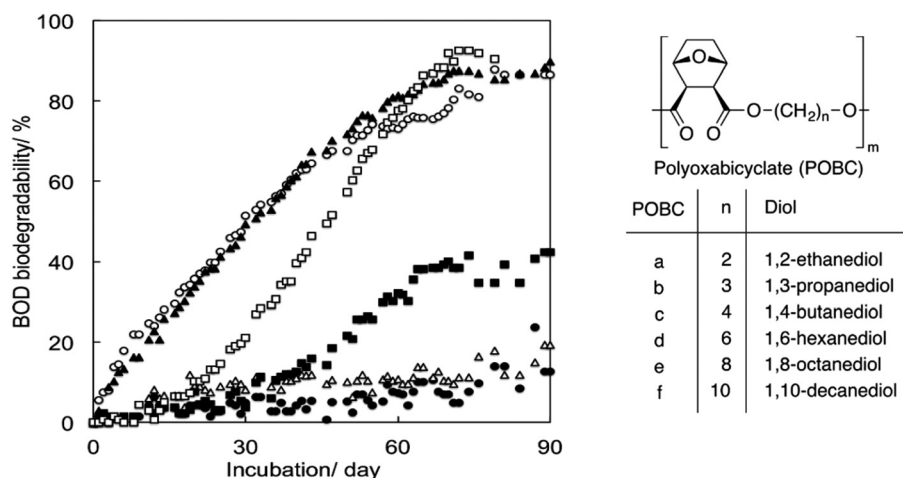 100
80
60
40
20
0
BOD biodegradability/ %
0 30 60 90
Incubation/ day
O
O O
O–(CH2)n–O
m
Polyoxabicyclate (POBC)
POBC n Diol
a 2 1,2-ethanediol
b 3 1,3-propanediol
c 4 1,4-butanediol
d 6 1,6-hexanediol
e 8 1,8-octanediol
f 10 1,10-decanediol